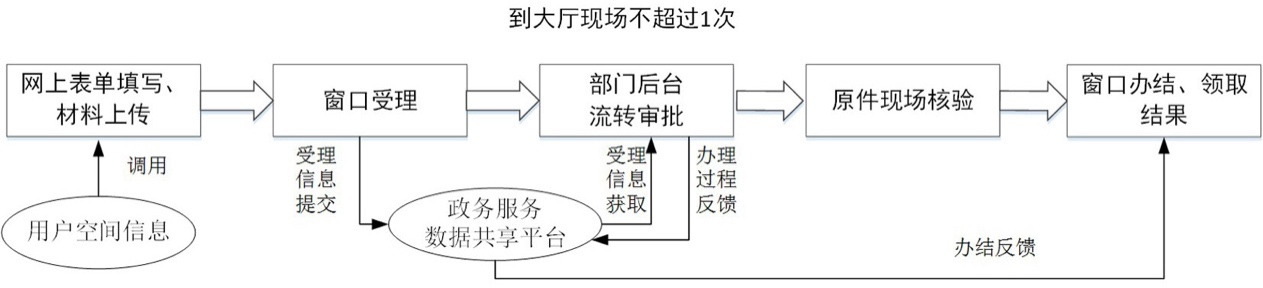 到大厅现场不超过1次
网上表单填写、
材料上传
窗口受理
部门后台
流转审批
原件现场核验
窗口办结、领取
结果
调用
受理
信息
提交
受理
信息
获取
办理
过程
反馈
用户空间信息
政务服务
数据共享平台
办结反馈